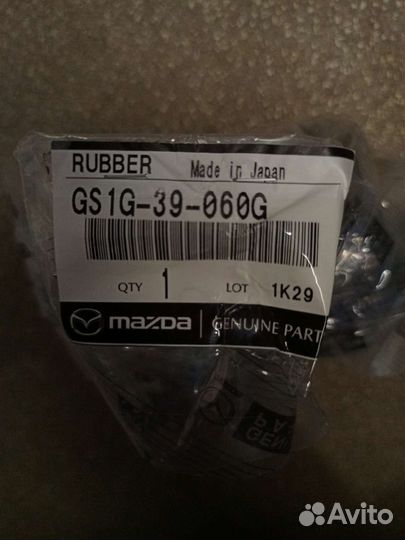 RUBBER Made in Japan
GS1G-39-060G
QTY 1 LOT 1K29
mazda GENUINE PART
Avito